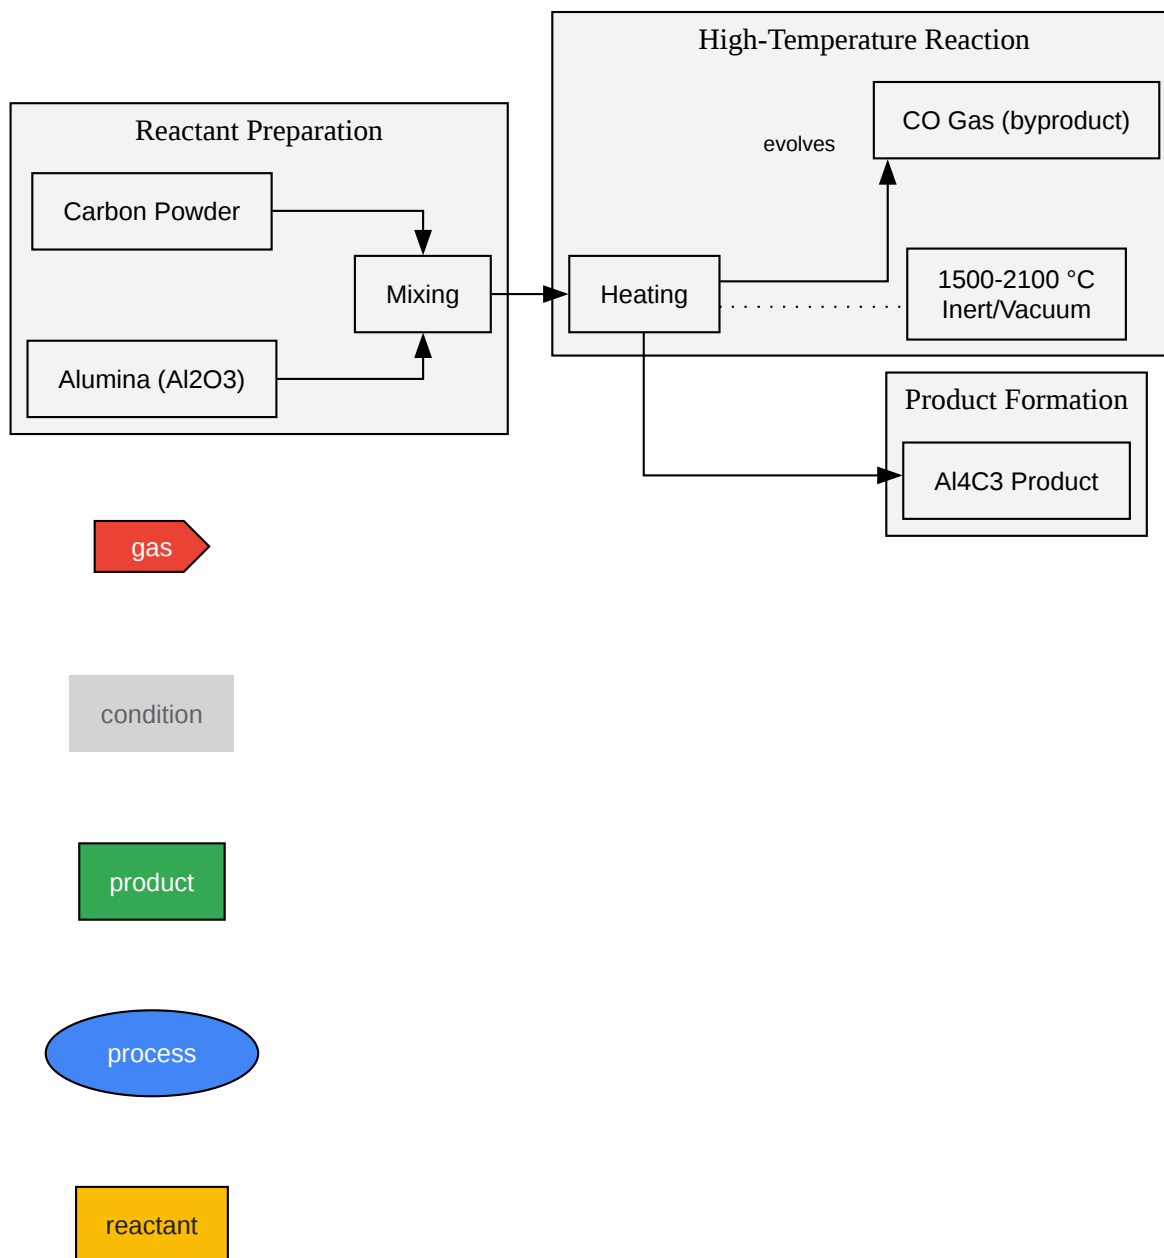 High-Temperature Reaction
CO Gas (byproduct)
evolves
Reactant Preparation
Carbon Powder
Mixing
Heating
1500-2100 °C
Inert/Vacuum
Alumina (Al2O3)
Product Formation
Al4C3 Product
gas
condition
product
process
reactant